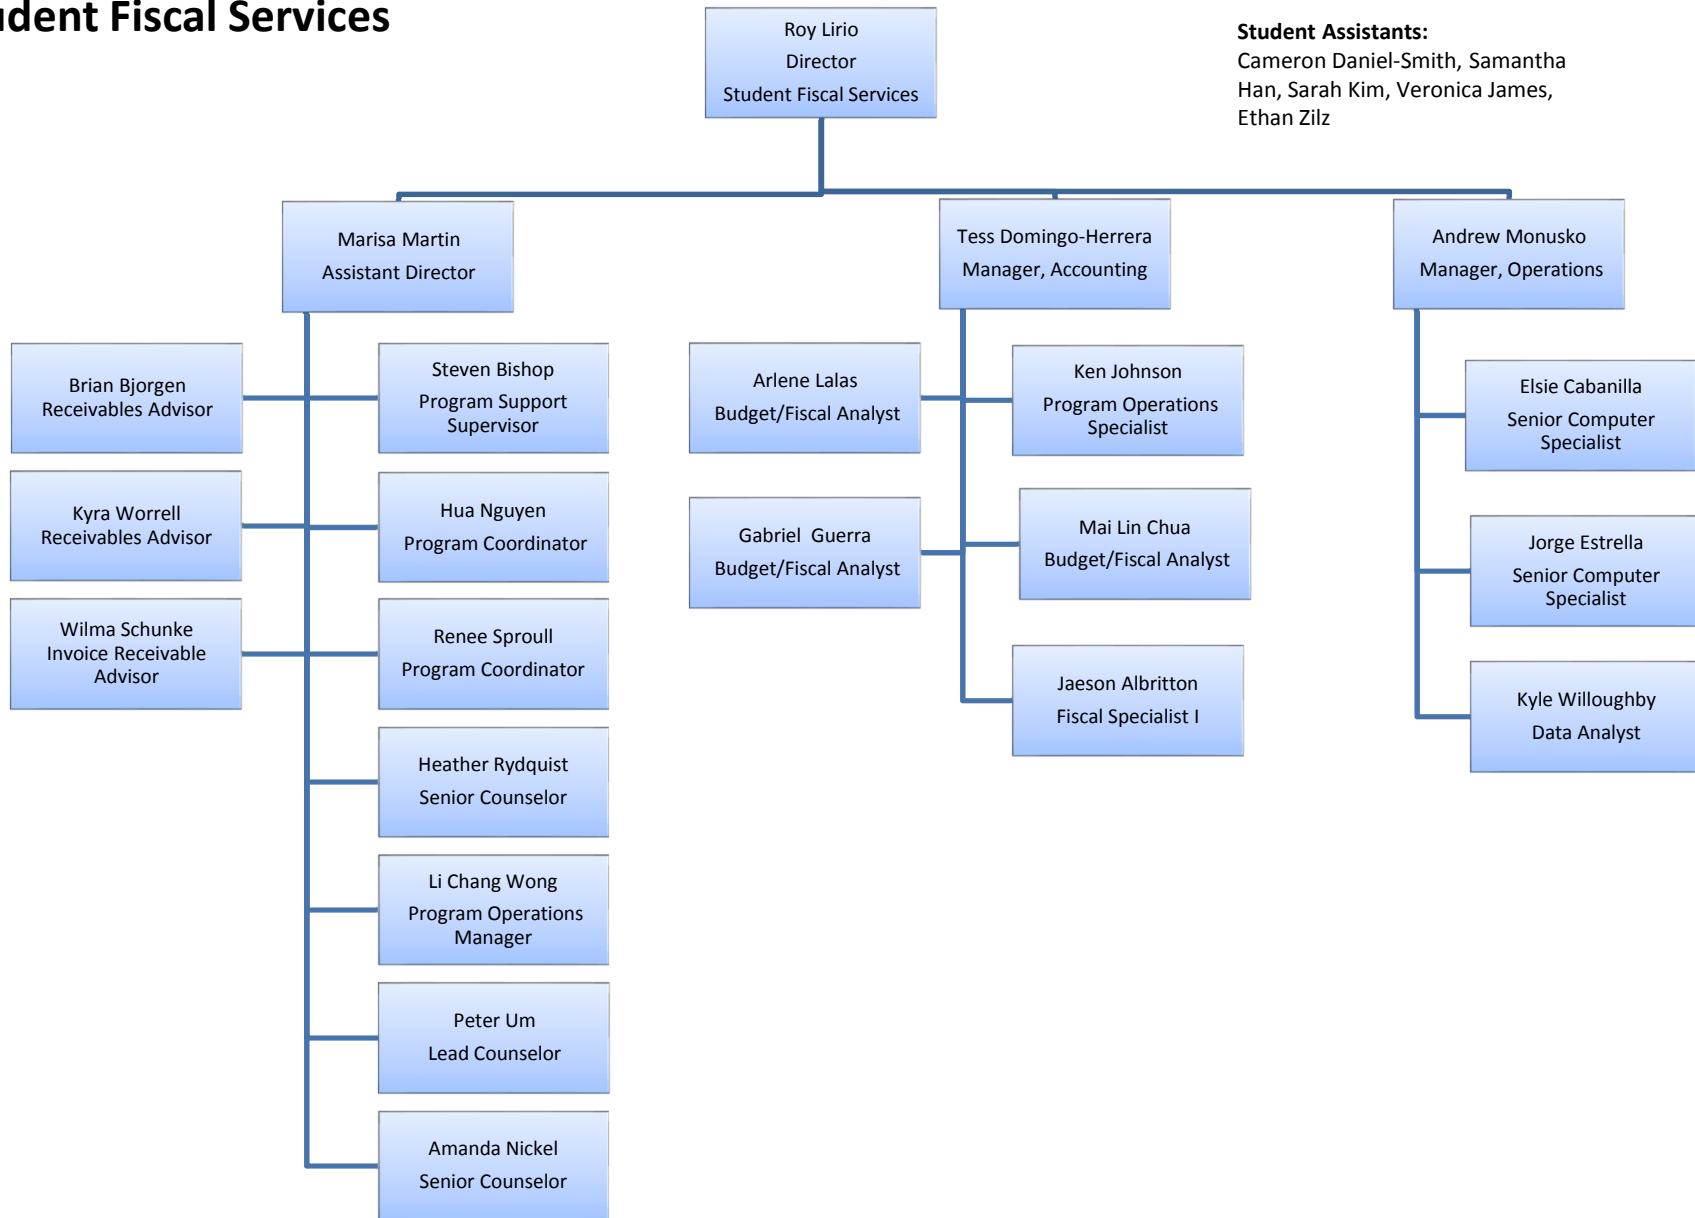 udent Fiscal Services
Roy Lirio
Director
Student Fiscal Services
Student Assistants:
Cameron Daniel-Smith, Samantha
Han, Sarah Kim, Veronica James,
Ethan Zilz
Marisa Martin
Assistant Director
Tess Domingo-Herrera
Manager, Accounting
Andrew Monusko
Manager, Operations
Brian Bjorgen
Receivables Advisor
Steven Bishop
Program Support
Supervisor
Kyra Worrell
Receivables Advisor
Hua Nguyen
Program Coordinator
Wilma Schunke
Invoice Receivable
Advisor
Renee Sproull
Program Coordinator
Heather Rydquist
Senior Counselor
Li Chang Wong
Program Operations
Manager
Peter Um
Lead Counselor
Amanda Nickel
Senior Counselor
Arlene Lalas
Budget/Fiscal Analyst
Ken Johnson
Program Operations
Specialist
Gabriel  Guerra
Budget/Fiscal Analyst
Mai Lin Chua
Budget/Fiscal Analyst
Jaeson Albritton
Fiscal Specialist I
Elsie Cabanilla
Senior Computer
Specialist
Jorge Estrella
Senior Computer
Specialist
Kyle Willoughby
Data Analyst